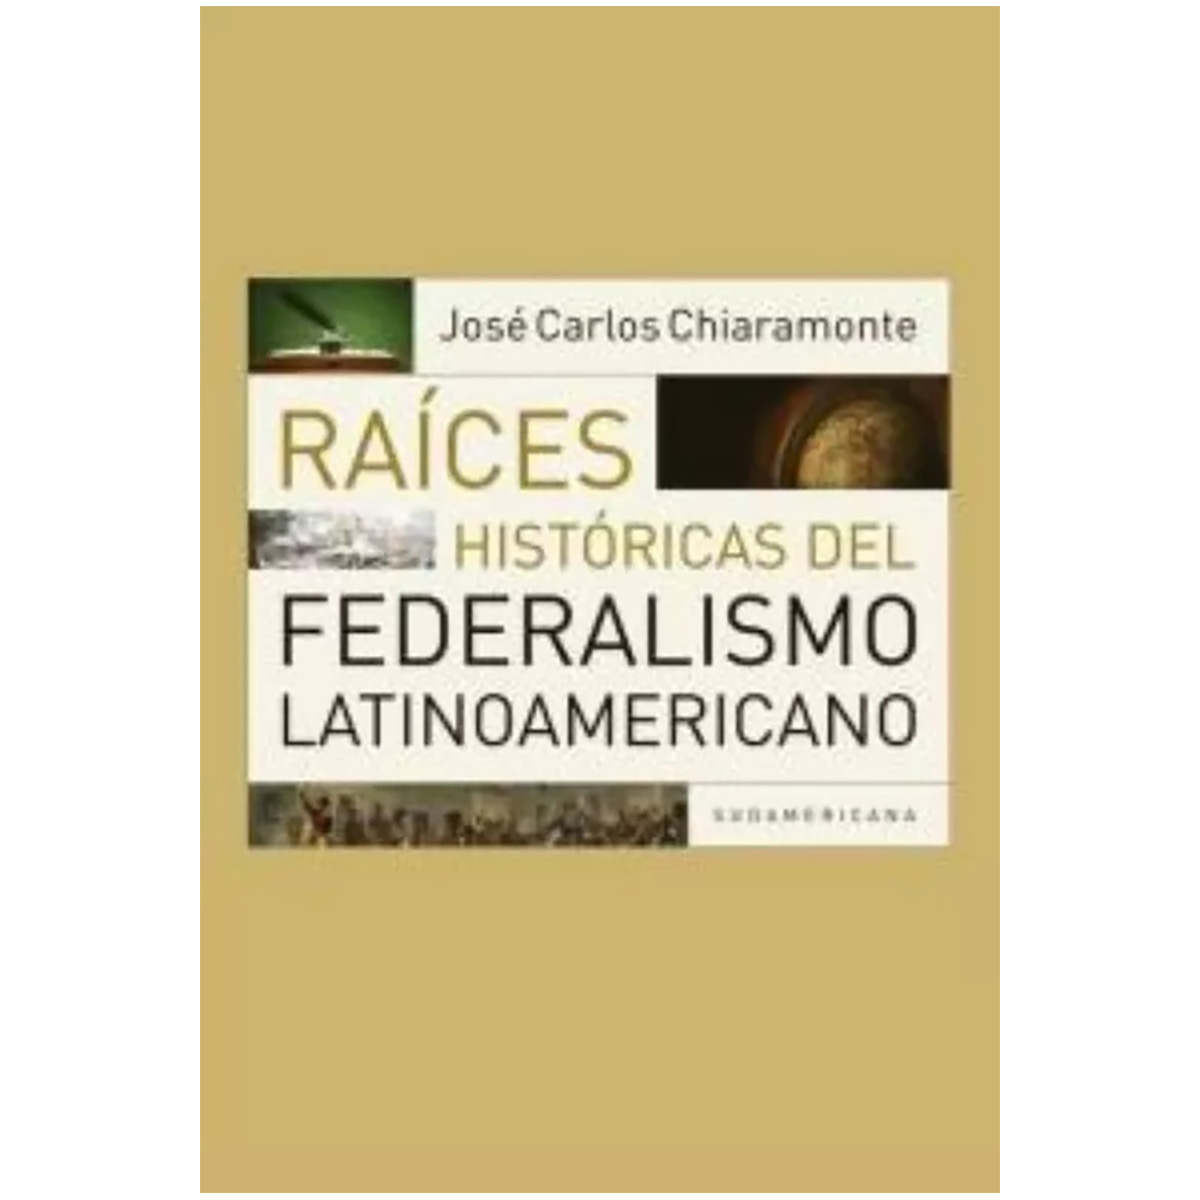 José Carlos Chiaramonte
RAÍCES
HISTÓRICAS DEL
FEDERALISMO
LATINOAMERICANO
SUDAMERICANA